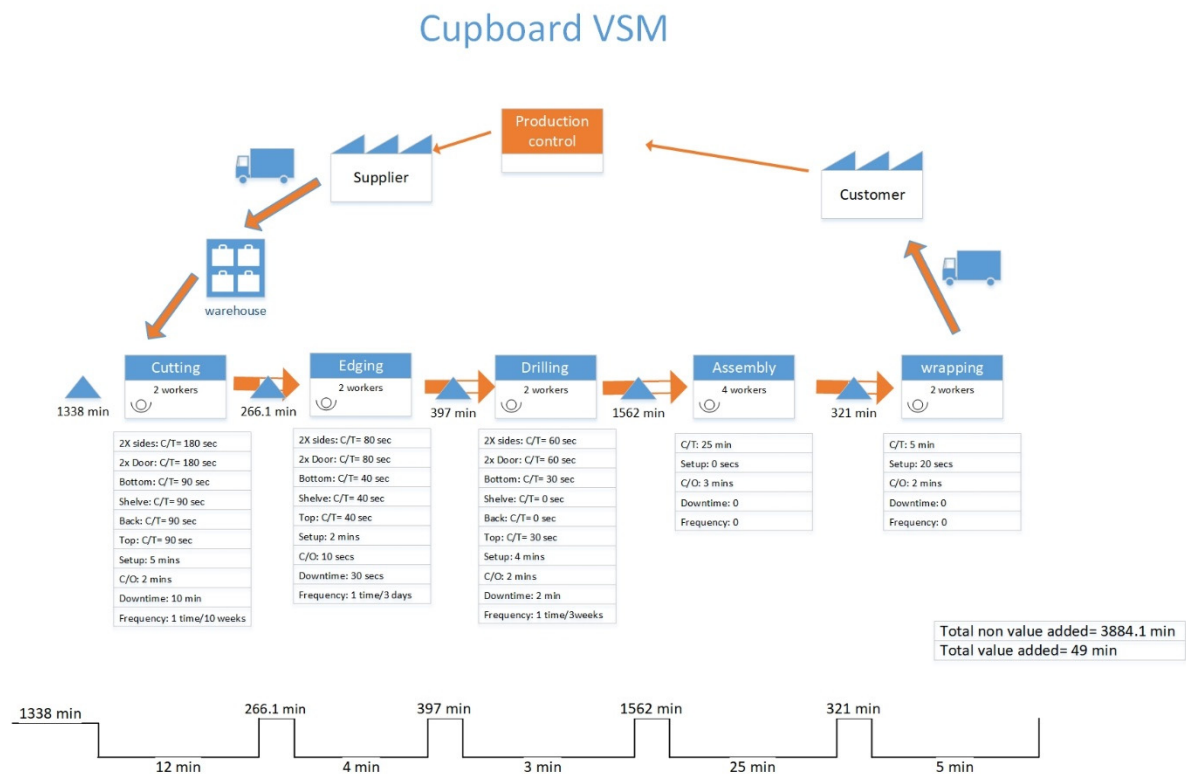 Cupboard VSM
Production
control
Supplier
Customer
warehouse
Cutting
2 workers
Edging
2 workers
Drilling
2 workers
Assembly
4 workers
wrapping
2 workers
1338 min
266.1 min
397 min
1562 min
321 min
2X sides: C/T= 180 sec
2x Door: C/T= 180 sec
Bottom: C/T= 90 sec
Shelve: C/T= 90 sec
Back: C/T= 90 sec
Top: C/T= 90 sec
Setup: 5 mins
C/O: 2 mins
Downtime: 10 min
Frequency: 1 time/10 weeks
2X sides: C/T= 80 sec
2x Door: C/T= 80 sec
Bottom: C/T= 40 sec
Shelve: C/T= 40 sec
Top: C/T= 40 sec
Setup: 2 mins
C/O: 10 secs
Downtime: 30 secs
Frequency: 1 time/3 days
2X sides: C/T= 60 sec
2x Door: C/T= 60 sec
Bottom: C/T= 30 sec
Shelve: C/T= 0 sec
Back: C/T= 0 sec
Top: C/T= 30 sec
Setup: 4 mins
C/O: 2 mins
Downtime: 2 min
Frequency: 1 time/3weeks
C/T: 25 min
Setup: 0 secs
C/O: 3 mins
Downtime: 0
Frequency: 0
C/T: 5 min
Setup: 20 secs
C/O: 2 mins
Downtime: 0
Frequency: 0
Total non value added= 3884.1 min
Total value added= 49 min
1338 min
266.1 min
397 min
1562 min
321 min
12 min
4 min
3 min
25 min
5 min